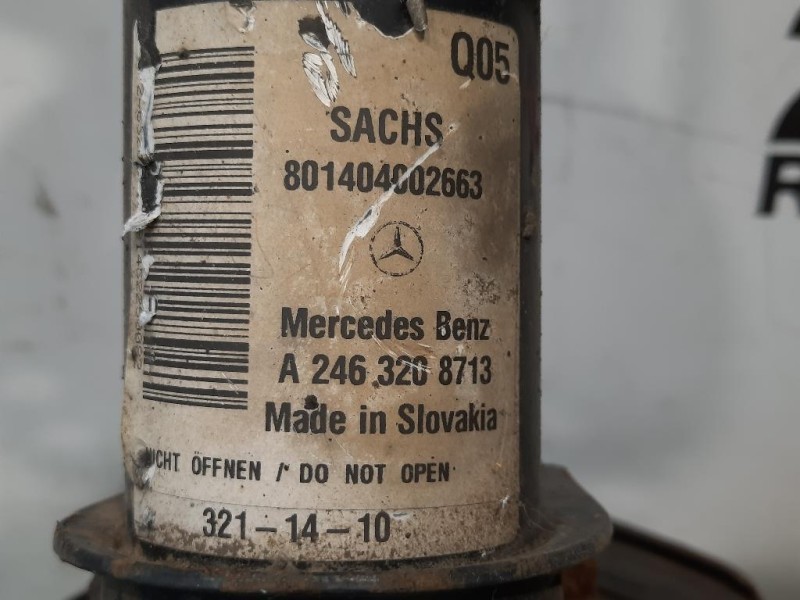 Q05
SACHS
801404002663
Mercedes Benz
A 246 320 8713
Made in Slovakia
NICHT ÖFFNEN / DO NOT OPEN
321-14-10
R